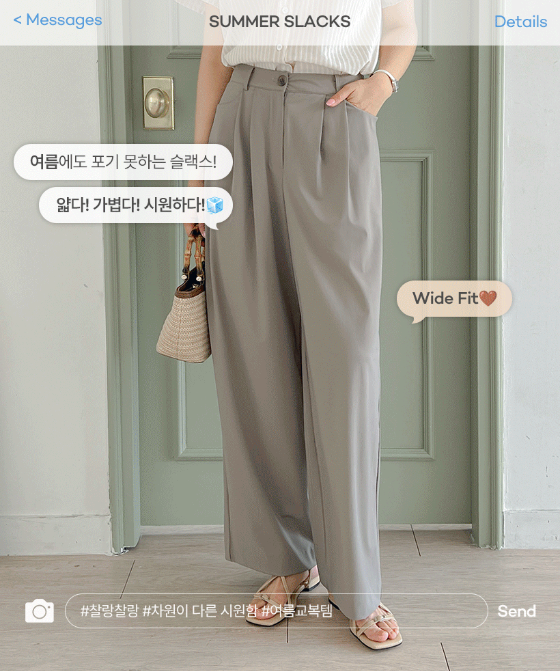 < Messages
SUMMER SLACKS
Details
여름에도 포기 못하는 슬랙스!
얇다! 가볍다! 시원하다!🧊
Wide Fit🤎
#찰랑찰랑 #차원이 다른 시원함 #여름교복템
Send